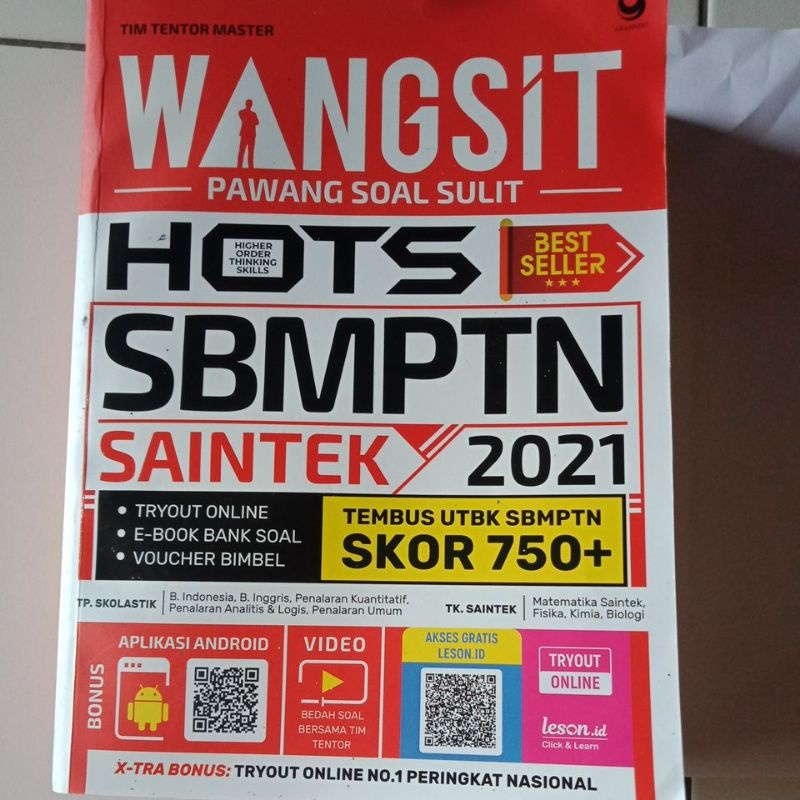 TIM TENTOR MASTER
WANGSIT
PAWANG SOAL SULIT
HOTS
HIGHER
ORDER
THINKING
SKILLS
BEST
SELLER
SBMPTN
SAINTEK 2021
• TRYOUT ONLINE
• E-BOOK BANK SOAL
• VOUCHER BIMBEL
TEMBUS UTBK SBMPTN
SKOR 750+
TP. SKOLASTIK
B. Indonesia, B. Inggris, Penalaran Kuantitatif,
Penalaran Analitis & Logis, Penalaran Umum
TK. SAINTEK
Matematika Saintek,
Fisika, Kimia, Biologi
BONUS
APLIKASI ANDROID
VIDEO
BEDAH SOAL
BERSAMA TIM
TENTOR
AKSES GRATIS
LESON.ID
TRYOUT
ONLINE
leson.id
Click & Learn
X-TRA BONUS: TRYOUT ONLINE NO.1 PERINGKAT NASIONAL